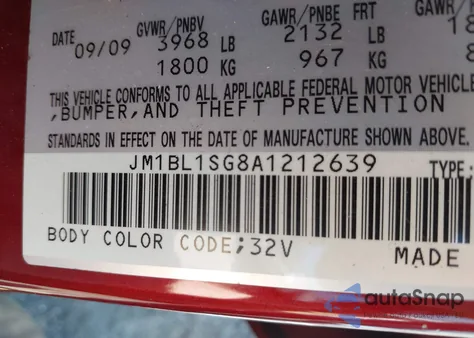 GVWR/PNBV GAWR/PNBE FRT GAWR/PN
DATE 09/09 3968 LB 2132 LB
1800 KG 967 KG
THIS VEHICLE CONFORMS TO ALL APPLICABLE FEDERAL MOTOR VEHICLE
,BUMPER,AND THEFT PREVENTION
STANDARDS IN EFFECT ON THE DATE OF MANUFACTURE SHOWN ABOVE.
JM1BL1SG8A1212639 TYPE:
BODY COLOR CODE;32V MADE
autoSnap